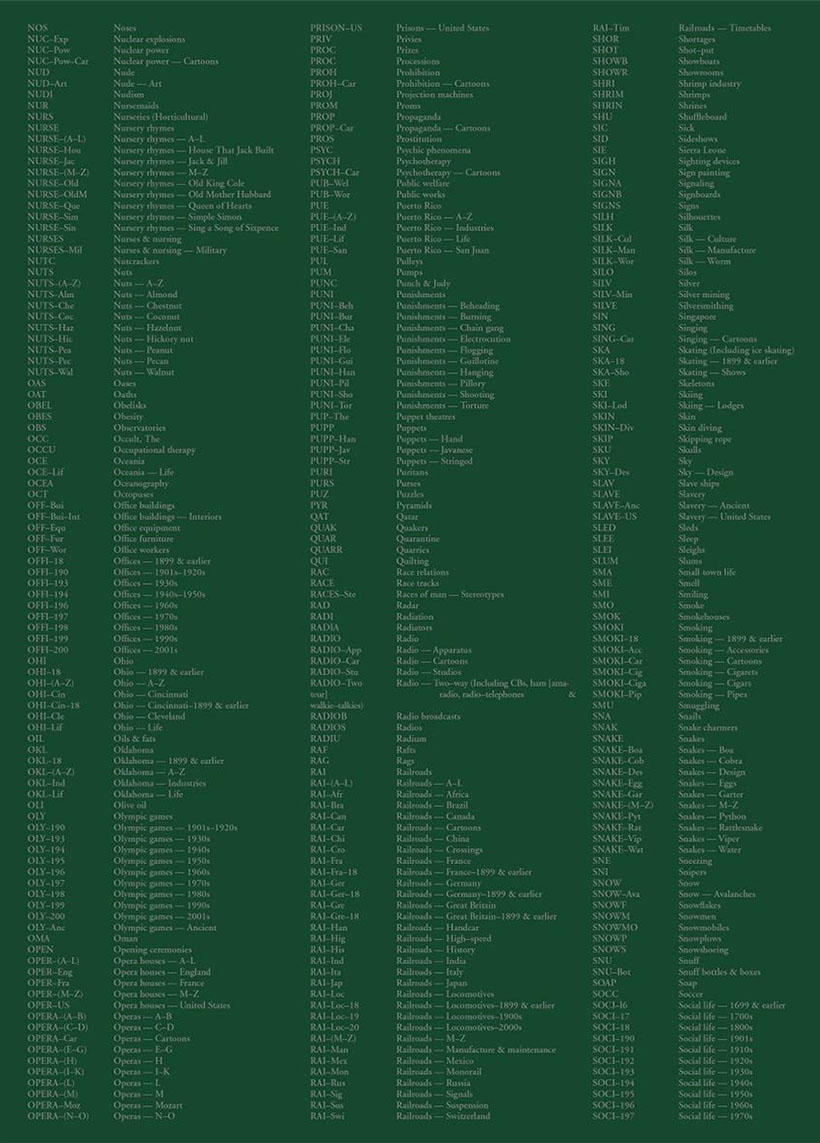 NOS Noses
NUC–Exp Nuclear explosions
NUC–Pow Nuclear power
NUC–Pow–Car Nuclear power — Cartoons
NUD Nude
NUD–Art Nude — Art
NUDI Nudism
NUR Nursemaids
NURS Nurseries (Horticultural)
NURSE Nursery rhymes
NURSE–(A–L) Nursery rhymes — A–L
NURSE–Hou Nursery rhymes — House That Jack Built
NURSE–Jac Nursery rhymes — Jack & Jill
NURSE–(M–Z) Nursery rhymes — M–Z
NURSE–Old Nursery rhymes — Old King Cole
NURSE–OldM Nursery rhymes — Old Mother Hubbard
NURSE–Que Nursery rhymes — Queen of Hearts
NURSE–Sim Nursery rhymes — Simple Simon
NURSE–Sin Nursery rhymes — Sing a Song of Sixpence
NURSES Nurses & nursing
NURSES–Mil Nurses & nursing — Military
NUTC Nutcrackers
NUTS Nuts
NUTS–(A–Z) Nuts — A–Z
NUTS–Alm Nuts — Almond
NUTS–Che Nuts — Chestnut
NUTS–Coc Nuts — Coconut
NUTS–Haz Nuts — Hazelnut
NUTS–Hic Nuts — Hickory nut
NUTS–Pea Nuts — Peanut
NUTS–Pec Nuts — Pecan
NUTS–Wal Nuts — Walnut
OAS Oases
OAT Oaths
OBEL Obelisks
OBES Obesity
OBS Observatories
OCC Occult, The
OCCU Occupational therapy
OCE Oceania
OCE–Lif Oceania — Life
OCEA Oceanography
OCT Octopuses
OFF–Bui Office buildings
OFF–Bui–Int Office buildings — Interiors
OFF–Equ Office equipment
OFF–Fur Office furniture
OFF–Wor Office workers
OFFI–18 Offices — 1899 & earlier
OFFI–190 Offices — 1901s–1920s
OFFI–193 Offices — 1930s
OFFI–194 Offices — 1940s–1950s
OFFI–196 Offices — 1960s
OFFI–197 Offices — 1970s
OFFI–198 Offices — 1980s
OFFI–199 Offices — 1990s
OFFI–200 Offices — 2001s
OHI Ohio
OHI–18 Ohio — 1899 & earlier
OHI–(A–Z) Ohio — A–Z
OHI–Cin Ohio — Cincinnati
OHI–Cin–18 Ohio — Cincinnati–1899 & earlier
OHI–Cle Ohio — Cleveland
OHI–Lif Ohio — Life
OIL Oils & fats
OKL Oklahoma
OKL–18 Oklahoma — 1899 & earlier
OKL–(A–Z) Oklahoma — A–Z
OKL–Ind Oklahoma — Industries
OKL–Lif Oklahoma — Life
OLI Olive oil
OLY Olympic games
OLY–190 Olympic games — 1901s–1920s
OLY–193 Olympic games — 1930s
OLY–194 Olympic games — 1940s
OLY–195 Olympic games — 1950s
OLY–196 Olympic games — 1960s
OLY–197 Olympic games — 1970s
OLY–198 Olympic games — 1980s
OLY–199 Olympic games — 1990s
OLY–200 Olympic games — 2001s
OLY–Anc Olympic games — Ancient
OMA Oman
OPEN Opening ceremonies
OPER–(A–L) Opera houses — A–L
OPER–Eng Opera houses — England
OPER–Fra Opera houses — France
OPER–(M–Z) Opera houses — M–Z
OPER–US Opera houses — United States
OPERA–(A–B) Operas — A–B
OPERA–(C–D) Operas — C–D
OPERA–Car Operas — Cartoons
OPERA–(E–G) Operas — E–G
OPERA–(H) Operas — H
OPERA–(I–K) Operas — I–K
OPERA–(L) Operas — L
OPERA–(M) Operas — M
OPERA–Moz Operas — Mozart
OPERA–(N–O) Operas — N–O
PRISON–US Prisons — United States
PRIV Privies
PROC Prizes
PROC Processions
PROH Prohibition
PROH–Car Prohibition — Cartoons
PROJ Projection machines
PROM Proms
PROP Propaganda
PROP–Car Propaganda — Cartoons
PROS Prostitution
PSYC Psychic phenomena
PSYCH Psychotherapy
PSYCH–Car Psychotherapy — Cartoons
PUB–Wel Public welfare
PUB–Wor Public works
PUE Puerto Rico
PUE–(A–Z) Puerto Rico — A–Z
PUE–Ind Puerto Rico — Industries
PUE–Lif Puerto Rico — Life
PUE–San Puerto Rico — San Juan
PUL Pulleys
PUM Pumps
PUNC Punch & Judy
PUNI Punishments
PUNI–Beh Punishments — Beheading
PUNI–Bur Punishments — Burning
PUNI–Cha Punishments — Chain gang
PUNI–Ele Punishments — Electrocution
PUNI–Flo Punishments — Flogging
PUNI–Gui Punishments — Guillotine
PUNI–Han Punishments — Hanging
PUNI–Pil Punishments — Pillory
PUNI–Sho Punishments — Shooting
PUNI–Tor Punishments — Torture
PUP–The Puppet theatres
PUPP Puppets
PUPP–Han Puppets — Hand
PUPP–Jav Puppets — Javanese
PUPP–Str Puppets — Stringed
PURI Puritans
PURS Purses
PUZ Puzzles
PYR Pyramids
QAT Qatar
QUAK Quakers
QUAR Quarantine
QUARR Quarries
QUI Quilting
RAC Race relations
RACE Race tracks
RACES–Ste Races of man — Stereotypes
RAD Radar
RADI Radiation
RADIA Radiators
RADIO Radio
RADIO–App Radio — Apparatus
RADIO–Car Radio — Cartoons
RADIO–Stu Radio — Studios
RADIO–Two Radio — Two–way (Including CBs, ham [ama-
teur] radio, radio–telephones &
walkie–talkies)
RADIOB Radio broadcasts
RADIOS Radios
RADIU Radium
RAF Rafts
RAG Rags
RAI Railroads
RAI–(A–L) Railroads — A–L
RAI–Afr Railroads — Africa
RAI–Bra Railroads — Brazil
RAI–Can Railroads — Canada
RAI–Car Railroads — Cartoons
RAI–Chi Railroads — China
RAI–Cro Railroads — Crossings
RAI–Fra Railroads — France
RAI–Fra–18 Railroads — France–1899 & earlier
RAI–Ger Railroads — Germany
RAI–Ger–18 Railroads — Germany–1899 & earlier
RAI–Gre Railroads — Great Britain
RAI–Gre–18 Railroads — Great Britain–1899 & earlier
RAI–Han Railroads — Handcar
RAI–Hig Railroads — High–speed
RAI–His Railroads — History
RAI–Ind Railroads — India
RAI–Ita Railroads — Italy
RAI–Jap Railroads — Japan
RAI–Loc Railroads — Locomotives
RAI–Loc–18 Railroads — Locomotives–1899 & earlier
RAI–Loc–19 Railroads — Locomotives–1900s
RAI–Loc–20 Railroads — Locomotives–2000s
RAI–(M–Z) Railroads — M–Z
RAI–Man Railroads — Manufacture & maintenance
RAI–Mex Railroads — Mexico
RAI–Mon Railroads — Monorail
RAI–Rus Railroads — Russia
RAI–Sig Railroads — Signals
RAI–Sus Railroads — Suspension
RAI–Swi Railroads — Switzerland
RAI–Tim Railroads — Timetables
SHOR Shortages
SHOT Shot–put
SHOWB Showboats
SHOWR Showrooms
SHRI Shrimp industry
SHRIM Shrimps
SHRIN Shrines
SHU Shuffleboard
SIC Sick
SID Sideshows
SIE Sierra Leone
SIGH Sighting devices
SIGN Sign painting
SIGNA Signaling
SIGNB Signboards
SIGNS Signs
SILH Silhouettes
SILK Silk
SILK–Cul Silk — Culture
SILK–Man Silk — Manufacture
SILK–Wor Silk — Worm
SILO Silos
SILV Silver
SILV–Min Silver mining
SILVE Silversmithing
SIN Singapore
SING Singing
SING–Car Singing — Cartoons
SKA Skating (Including ice skating)
SKA–18 Skating — 1899 & earlier
SKA–Sho Skating — Shows
SKE Skeletons
SKI Skiing
SKI–Lod Skiing — Lodges
SKIN Skin
SKIN–Div Skin diving
SKIP Skipping rope
SKU Skulls
SKY Sky
SKY–Des Sky — Design
SLAV Slave ships
SLAVE Slavery
SLAVE–Anc Slavery — Ancient
SLAVE–US Slavery — United States
SLED Sleds
SLEE Sleep
SLEI Sleighs
SLUM Slums
SMA Small town life
SME Smell
SMI Smiling
SMO Smoke
SMOK Smokehouses
SMOKI Smoking
SMOKI–18 Smoking — 1899 & earlier
SMOKI–Acc Smoking — Accessories
SMOKI–Car Smoking — Cartoons
SMOKI–Cig Smoking — Cigarets
SMOKI–Ciga Smoking — Cigars
SMOKI–Pip Smoking — Pipes
SMU Smuggling
SNA Snails
SNAK Snake charmers
SNAKE Snakes
SNAKE–Boa Snakes — Boa
SNAKE–Cob Snakes — Cobra
SNAKE–Des Snakes — Design
SNAKE–Egg Snakes — Eggs
SNAKE–Gar Snakes — Garter
SNAKE–(M–Z) Snakes — M–Z
SNAKE–Pyt Snakes — Python
SNAKE–Rat Snakes — Rattlesnake
SNAKE–Vip Snakes — Viper
SNAKE–Wat Snakes — Water
SNE Sneezing
SNI Snipers
SNOW Snow
SNOW–Ava Snow — Avalanches
SNOWF Snowflakes
SNOWM Snowmen
SNOWMO Snowmobiles
SNOWP Snowplows
SNOWS Snowshoeing
SNU Snuff
SNU–Bot Snuff bottles & boxes
SOAP Soap
SOCC Soccer
SOCI–16 Social life — 1699 & earlier
SOCI–17 Social life — 1700s
SOCI–18 Social life — 1800s
SOCI–190 Social life — 1901s
SOCI–191 Social life — 1910s
SOCI–192 Social life — 1920s
SOCI–193 Social life — 1930s
SOCI–194 Social life — 1940s
SOCI–195 Social life — 1950s
SOCI–196 Social life — 1960s
SOCI–197 Social life — 1970s